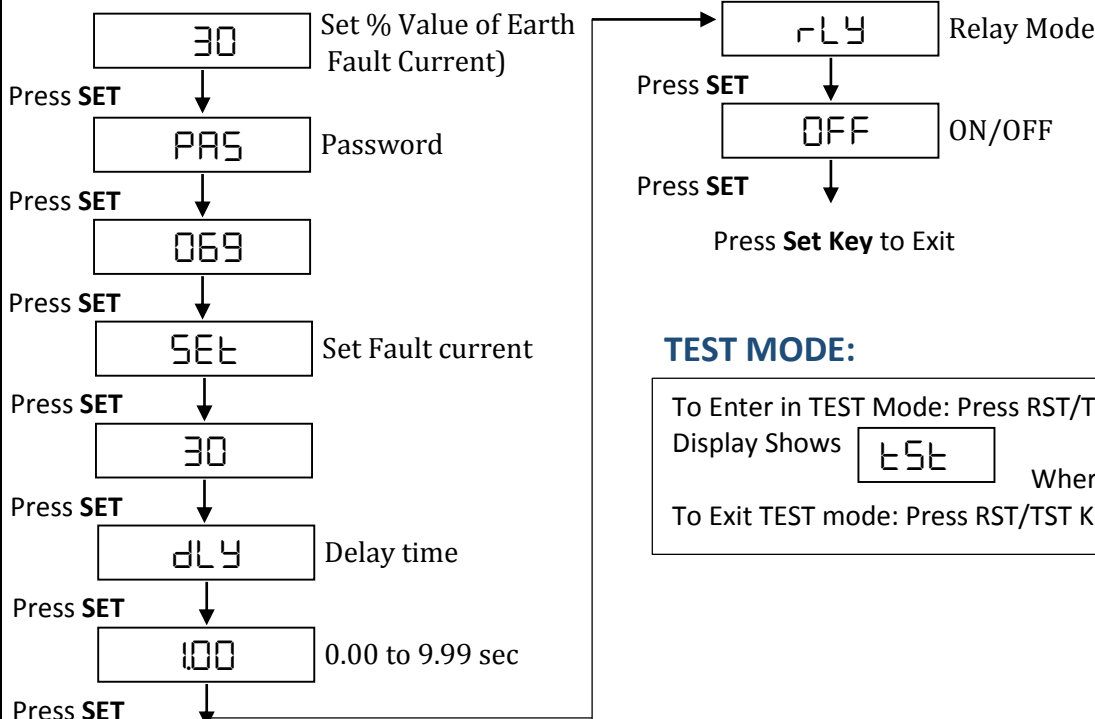 30
Set % Value of Earth
Fault Current)
Press SET
PAS
Password
Press SET
069
Press SET
SEt
Set Fault current
Press SET
30
Press SET
dLY
Delay time
Press SET
1.00
0.00 to 9.99 sec
Press SET
rLY
Relay Mode
Press SET
OFF
ON/OFF
Press SET
Press Set Key to Exit
TEST MODE:
To Enter in TEST Mode: Press RST/T
Display Shows
tSt
Wher
To Exit TEST mode: Press RST/TST K